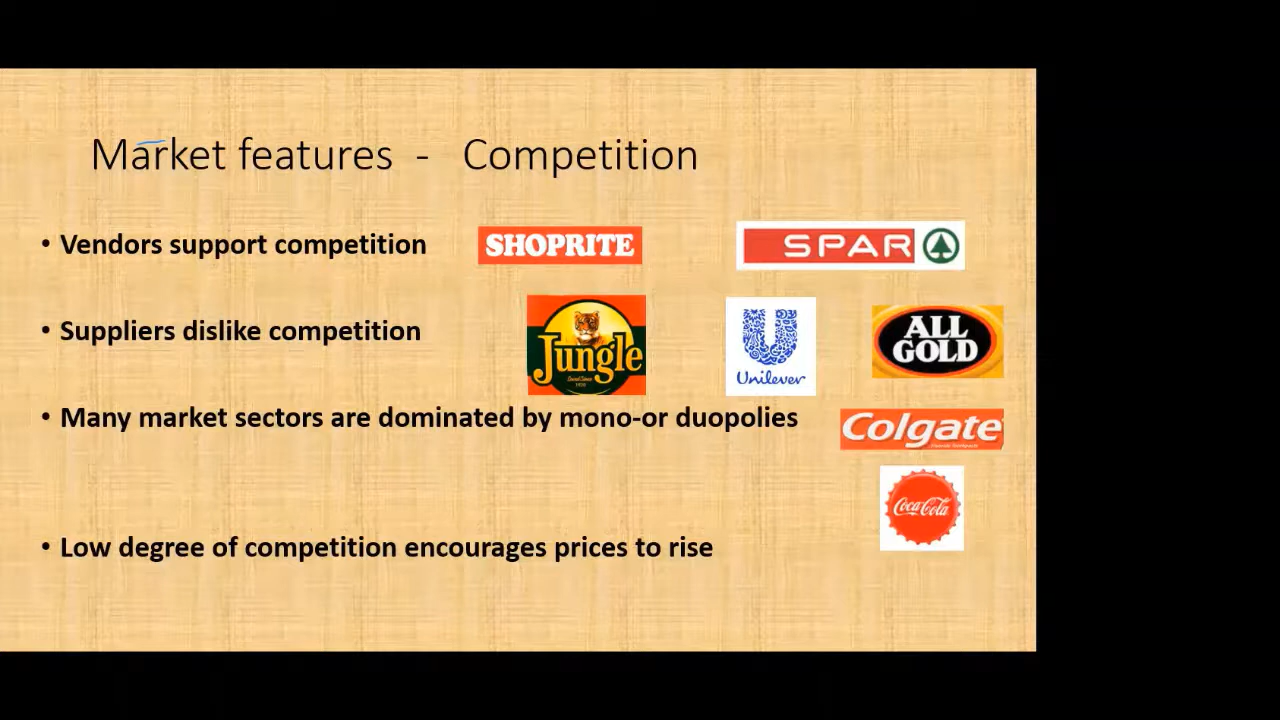 Market features - Competition
• Vendors support competition
SHOPRITE
SPAR
• Suppliers dislike competition
Jungle
Unilever
ALL
GOLD
• Many market sectors are dominated by mono-or duopolies
Colgate
Coca-Cola
• Low degree of competition encourages prices to rise